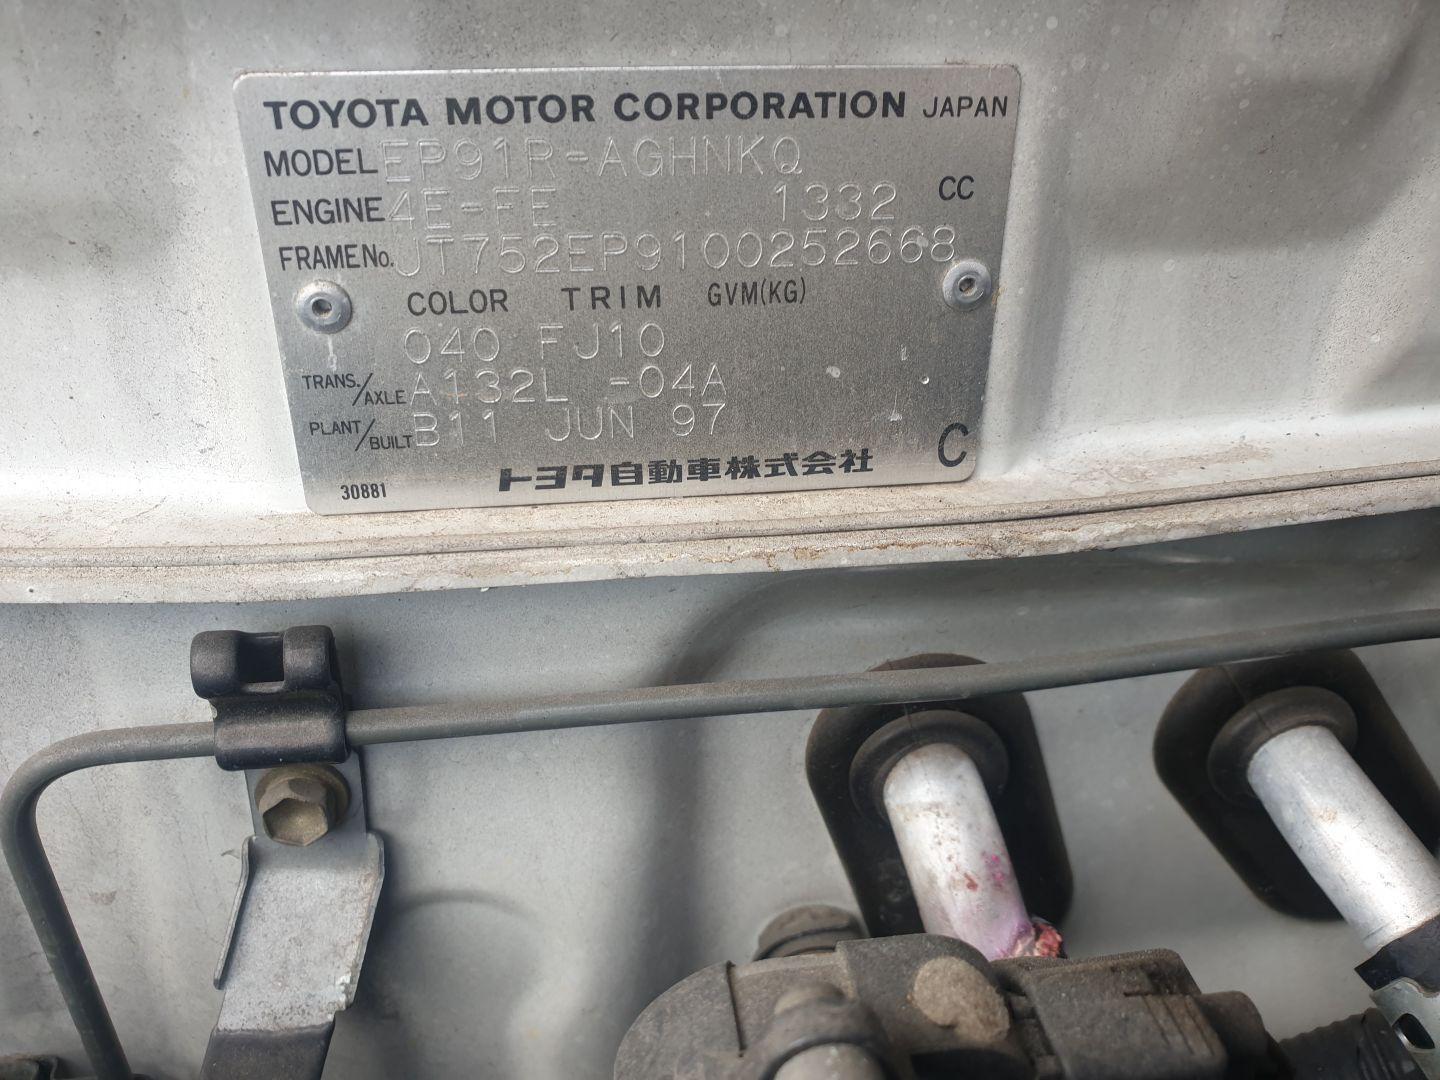 TOYOTA MOTOR CORPORATION JAPAN
MODEL EP91R-AGHNKQ
ENGINE 4E-FE 1332 CC
FRAME No. JT752EP9100252668
COLOR TRIM GVM(KG)
040 FJ10
TRANS./AXLE A132L -04A
PLANT/BUILT B11 JUN 97
トヨタ自動車株式会社 C
30881